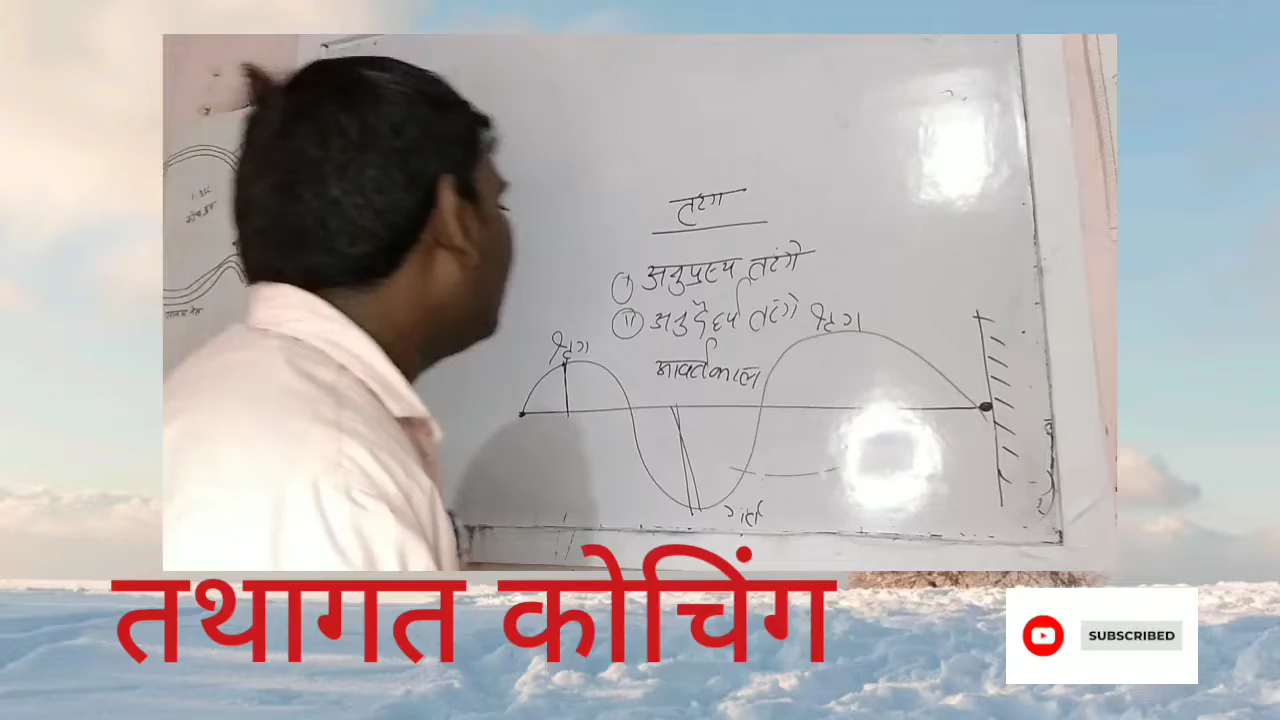 तरंग
I अनुप्रस्थ तरंगे
II अनुदैर्घ्य तरंगे
श्रृंग
श्रृंग
आवर्तकाल
गर्त
तथागत कोचिंग
SUBSCRIBED